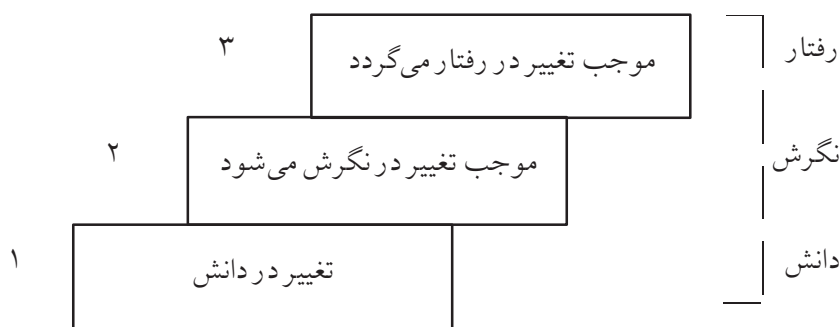 رفتار
موجب تغییر در رفتار می‌گردد
۳
نگرش
موجب تغییر در نگرش می‌شود
۲
دانش
تغییر در دانش
۱